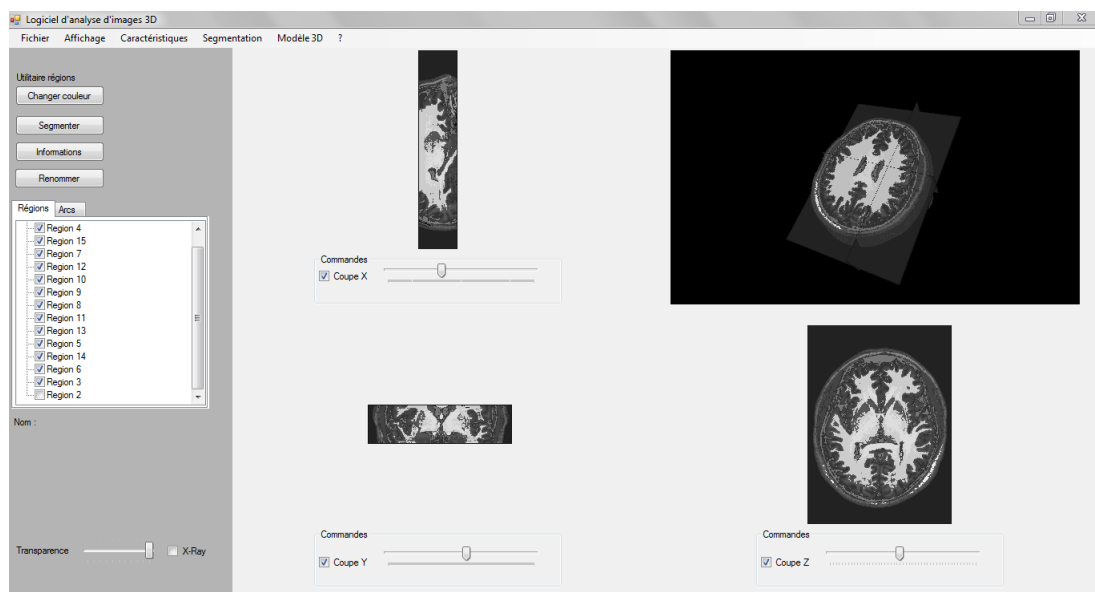 Logiciel d'analyse d'images 3D
Fichier Affichage Caractéristiques Segmentation Modèle 3D ?
Utilitaire régions
Changer couleur
Segmenter
Informations
Renommer
Régions Arcs
Region 4
Region 15
Region 7
Region 12
Region 10
Region 9
Region 8
Region 11
Region 13
Region 5
Region 14
Region 6
Region 3
Region 2
Nom :
Transparence X-Ray
Commandes
Coupe X
Commandes
Coupe Y
Commandes
Coupe Z